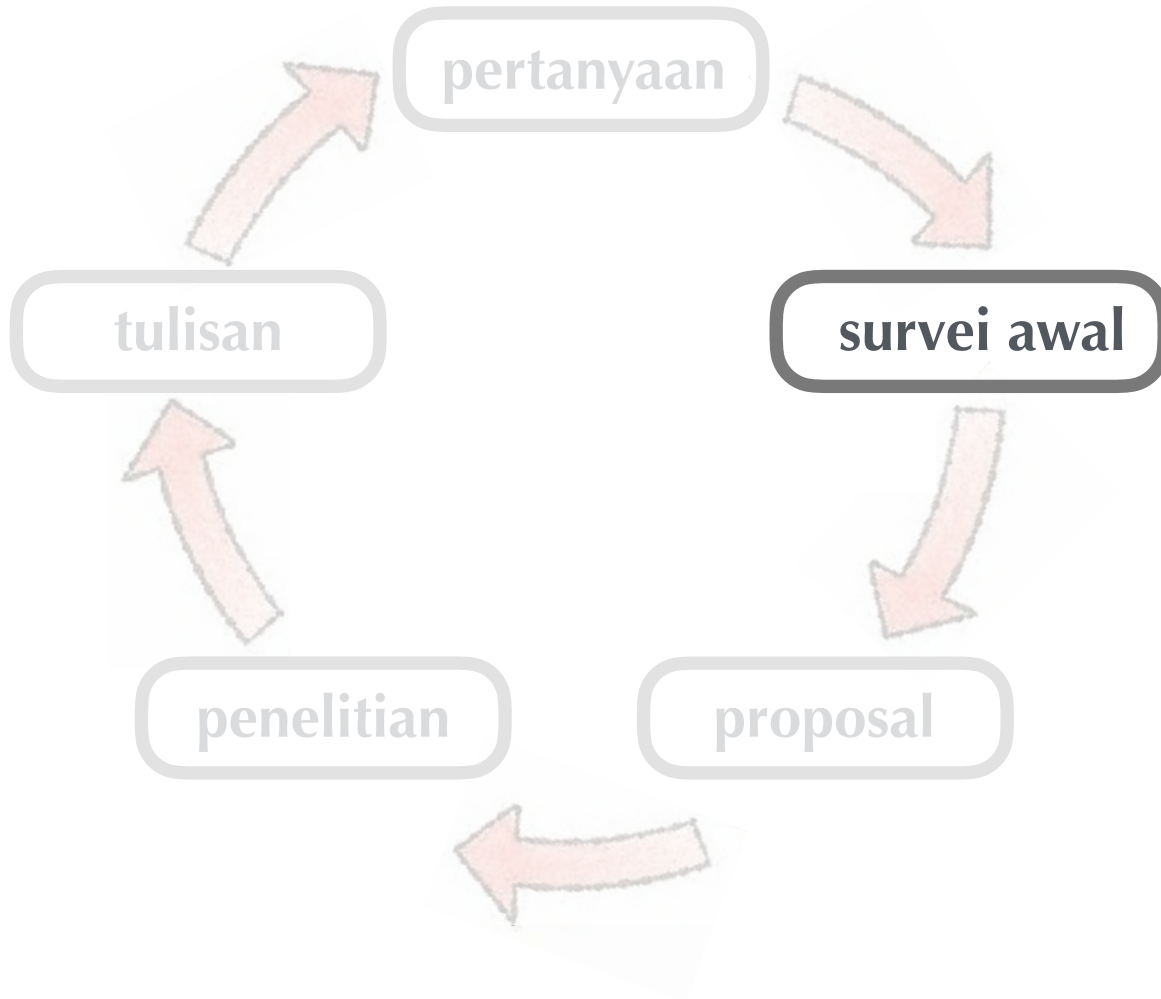 pertanyaan
tulisan
survei awal
penelitian
proposal